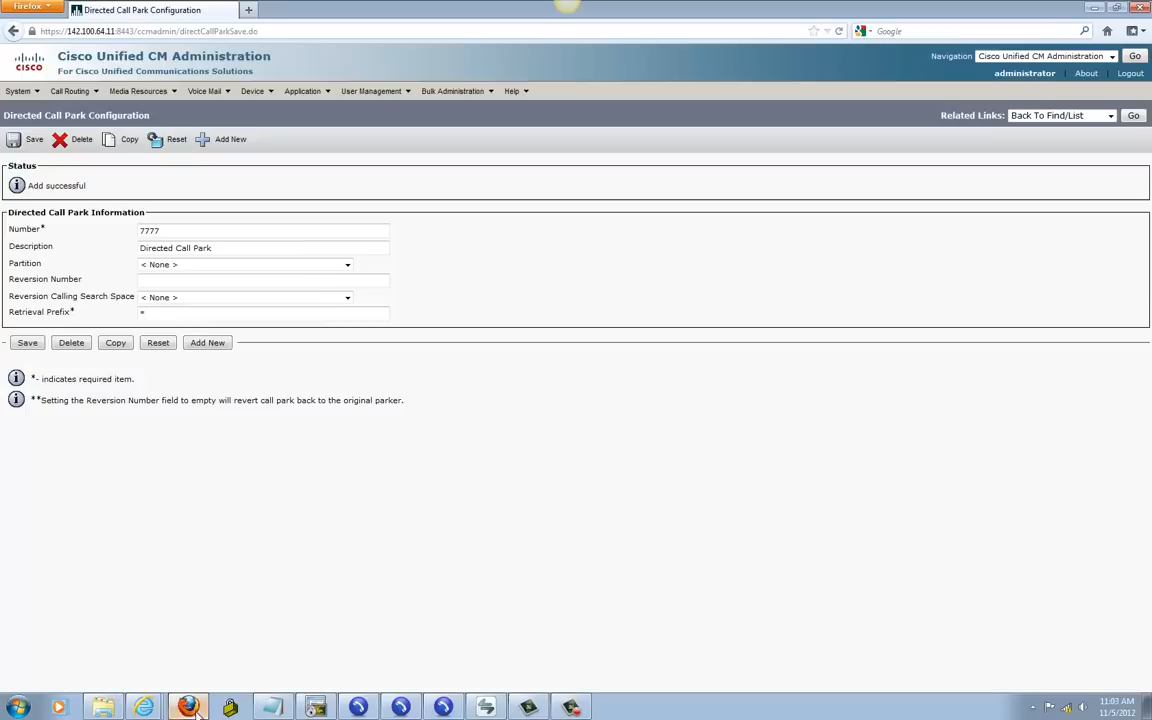 Firefox
Directed Call Park Configuration
https://142.100.64.11:8443/ccmadmin/directCallParkSave.do
Google
cisco
Cisco Unified CM Administration
For Cisco Unified Communications Solutions
Navigation Cisco Unified CM Administration Go
administrator | About | Logout
System Call Routing Media Resources Voice Mail Device Application User Management Bulk Administration Help
Directed Call Park Configuration
Related Links: Back To Find/List Go
Save Delete Copy Reset Add New
Status
Add successful
Directed Call Park Information
Number* 7777
Description Directed Call Park
Partition < None >
Reversion Number
Reversion Calling Search Space < None >
Retrieval Prefix* *
Save Delete Copy Reset Add New
*- indicates required item.
**Setting the Reversion Number field to empty will revert call park back to the original parker.
11:03 AM
11/5/2012